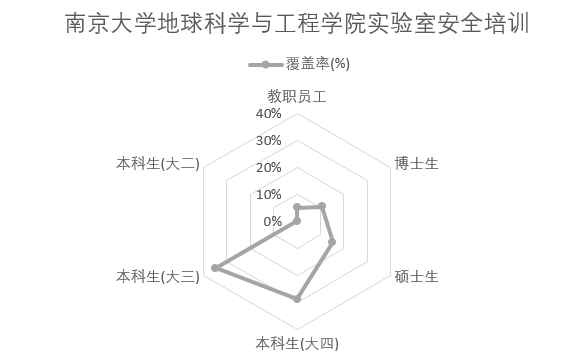 南京大学地球科学与工程学院实验室安全培训
覆盖率(%)
教职员工
40%
30%
20%
10%
0%
本科生(大二)
博士生
本科生(大三)
硕士生
本科生(大四)